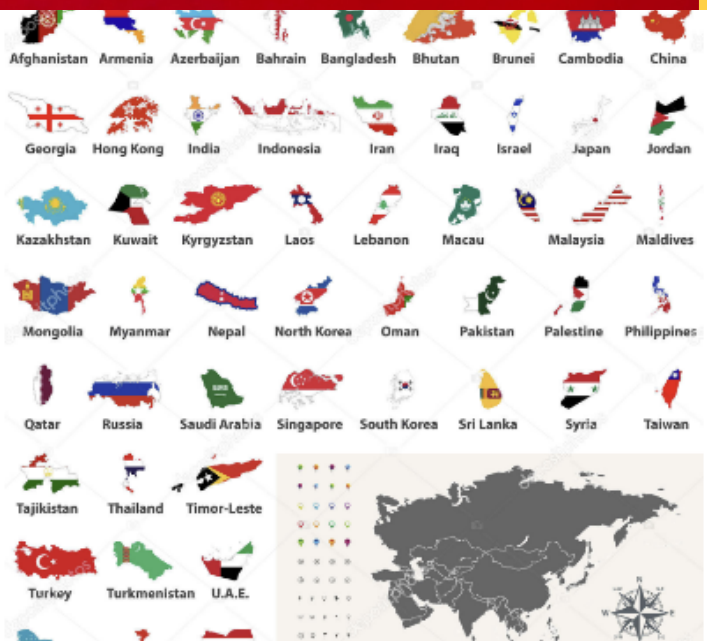 Afghanistan Armenia Azerbaijan Bahrain Bangladesh Bhutan Brunei Cambodia China
Georgia Hong Kong India Indonesia Iran Iraq Israel Japan Jordan
Kazakhstan Kuwait Kyrgyzstan Laos Lebanon Macau Malaysia Maldives
Mongolia Myanmar Nepal North Korea Oman Pakistan Palestine Philippines
Qatar Russia Saudi Arabia Singapore South Korea Sri Lanka Syria Taiwan
Tajikistan Thailand Timor-Leste
Turkey Turkmenistan U.A.E.
N
W E